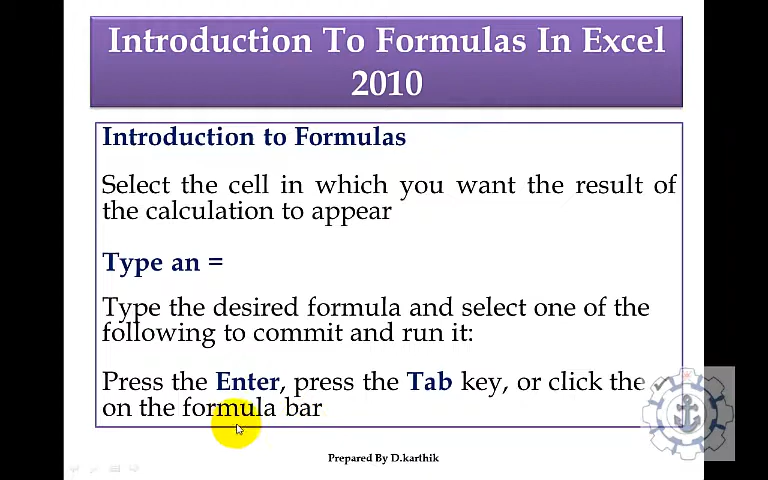 Introduction To Formulas In Excel
2010
Introduction to Formulas
Select the cell in which you want the result of
the calculation to appear
Type an =
Type the desired formula and select one of the
following to commit and run it:
Press the Enter, press the Tab key, or click the ✓
on the formula bar
Prepared By D.karthik